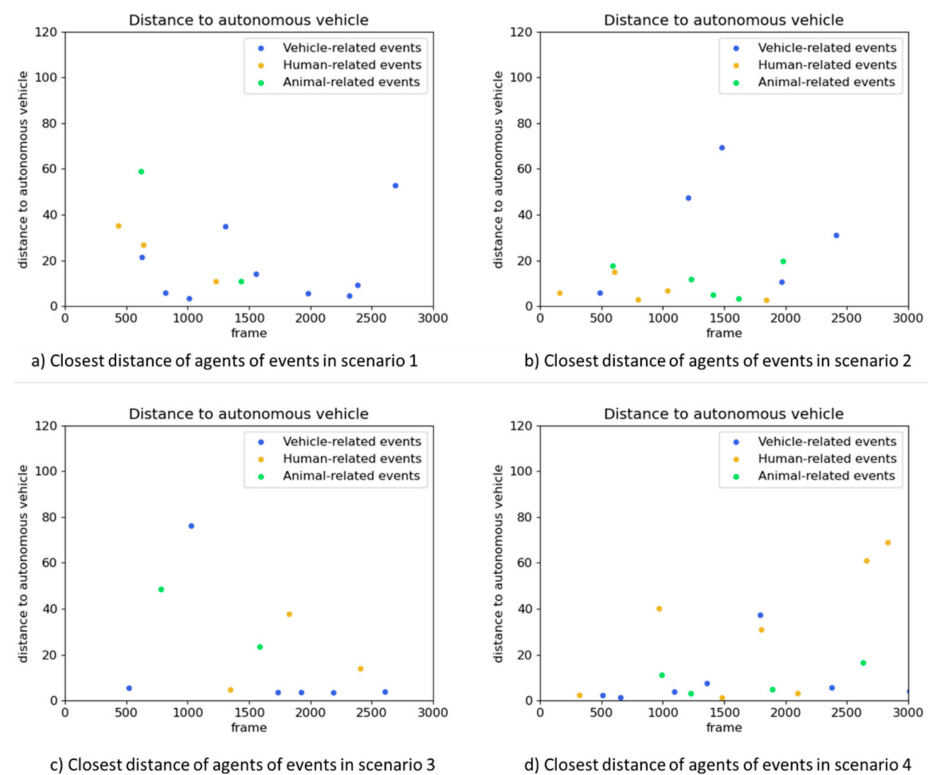 Distance to autonomous vehicle
120
100
80
60
40
20
0
distance to autonomous vehicle
Vehicle-related events
Human-related events
Animal-related events
0 500 1000 1500 2000 2500 3000
frame
a) Closest distance of agents of events in scenario 1
Distance to autonomous vehicle
120
100
80
60
40
20
0
distance to autonomous vehicle
Vehicle-related events
Human-related events
Animal-related events
0 500 1000 1500 2000 2500 3000
frame
b) Closest distance of agents of events in scenario 2
Distance to autonomous vehicle
120
100
80
60
40
20
0
distance to autonomous vehicle
Vehicle-related events
Human-related events
Animal-related events
0 500 1000 1500 2000 2500 3000
frame
c) Closest distance of agents of events in scenario 3
Distance to autonomous vehicle
120
100
80
60
40
20
0
distance to autonomous vehicle
Vehicle-related events
Human-related events
Animal-related events
0 500 1000 1500 2000 2500 3000
frame
d) Closest distance of agents of events in scenario 4